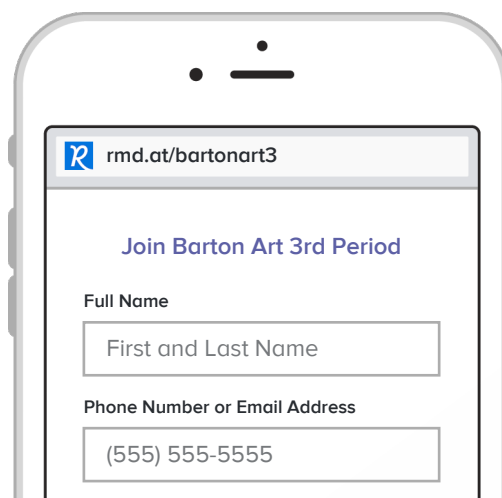 rmd.at/bartonart3
Join Barton Art 3rd Period
Full Name
First and Last Name
Phone Number or Email Address
(555) 555-5555